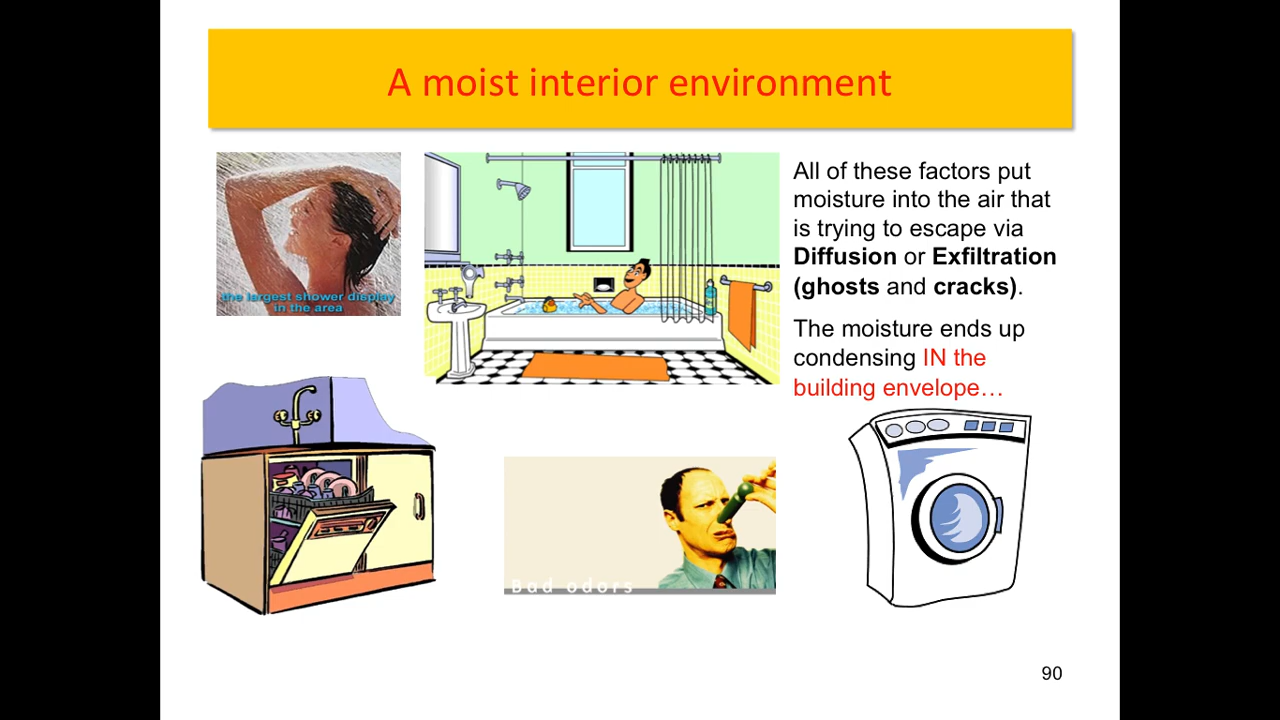 A moist interior environment
the largest shower display
in the area
All of these factors put
moisture into the air that
is trying to escape via
Diffusion or Exfiltration
(ghosts and cracks).
The moisture ends up
condensing IN the
building envelope…
Bad odors
90